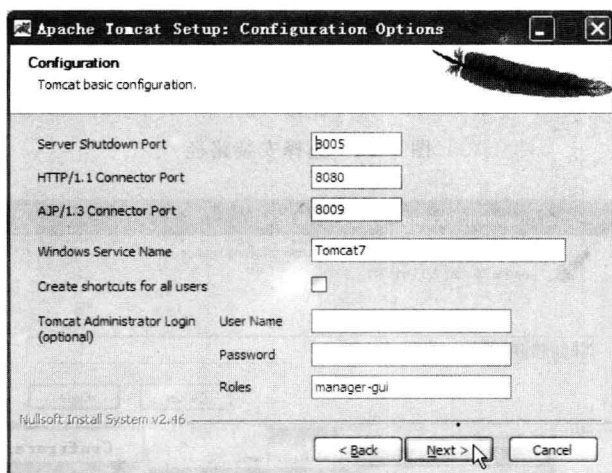 Apache Tomcat Setup: Configuration Options
Configuration
Tomcat basic configuration.
Server Shutdown Port 8005
HTTP/1.1 Connector Port 8080
AJP/1.3 Connector Port 8009
Windows Service Name Tomcat7
Create shortcuts for all users
Tomcat Administrator Login (optional) User Name
Password
Roles manager-gui
Nullsoft Install System v2.46
< Back Next > Cancel